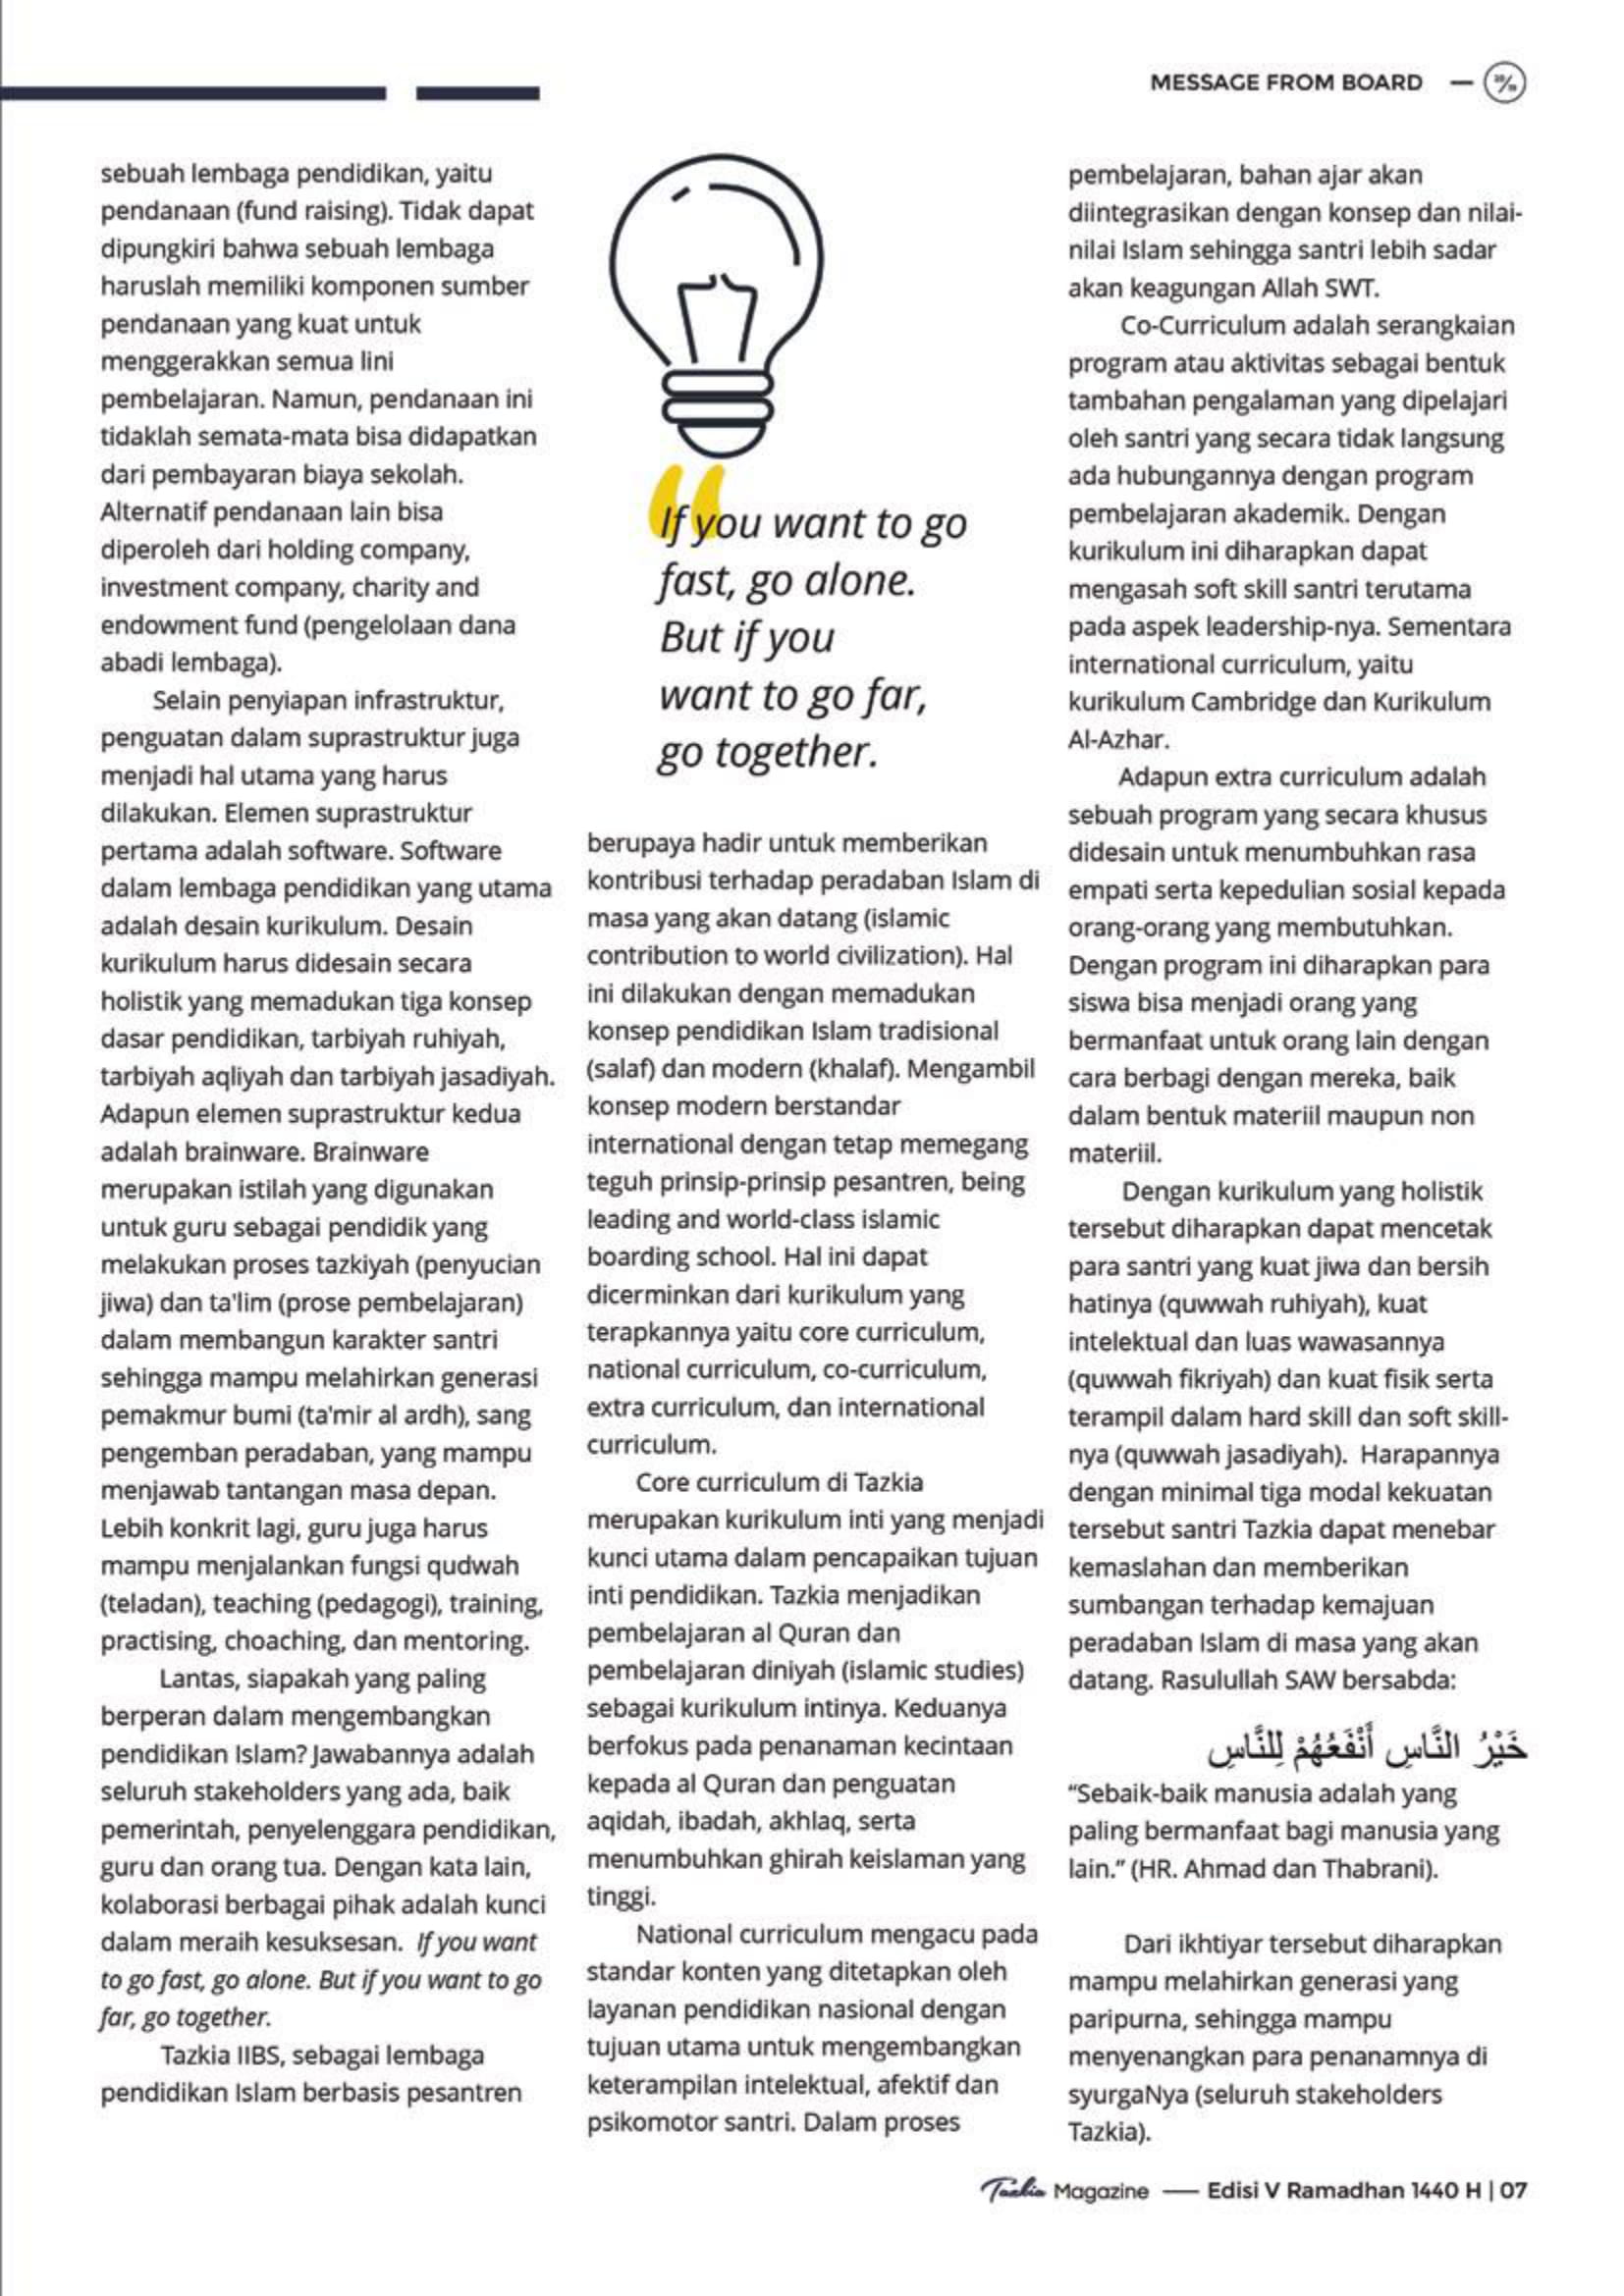 MESSAGE FROM BOARD
sebuah lembaga pendidikan, yaitu
pendanaan (fund raising). Tidak dapat
dipungkiri bahwa sebuah lembaga
haruslah memiliki komponen sumber
pendanaan yang kuat untuk
menggerakkan semua lini
pembelajaran. Namun, pendanaan ini
tidaklah semata-mata bisa didapatkan
dari pembayaran biaya sekolah.
Alternatif pendanaan lain bisa
diperoleh dari holding company,
investment company, charity and
endowment fund (pengelolaan dana
abadi lembaga).
Selain penyiapan infrastruktur,
penguatan dalam suprastruktur juga
menjadi hal utama yang harus
dilakukan. Elemen suprastruktur
pertama adalah software. Software
dalam lembaga pendidikan yang utama
adalah desain kurikulum. Desain
kurikulum harus didesain secara
holistik yang memadukan tiga konsep
dasar pendidikan, tarbiyah ruhiyah,
tarbiyah aqliyah dan tarbiyah jasadiyah.
Adapun elemen suprastruktur kedua
adalah brainware. Brainware
merupakan istilah yang digunakan
untuk guru sebagai pendidik yang
melakukan proses tazkiyah (penyucian
jiwa) dan ta'lim (prose pembelajaran)
dalam membangun karakter santri
sehingga mampu melahirkan generasi
pemakmur bumi (ta'mir al ardh), sang
pengemban peradaban, yang mampu
menjawab tantangan masa depan.
Lebih konkrit lagi, guru juga harus
mampu menjalankan fungsi qudwah
(teladan), teaching (pedagogi), training,
practising, choaching, dan mentoring.
Lantas, siapakah yang paling
berperan dalam mengembangkan
pendidikan Islam? Jawabannya adalah
seluruh stakeholders yang ada, baik
pemerintah, penyelenggara pendidikan,
guru dan orang tua. Dengan kata lain,
kolaborasi berbagai pihak adalah kunci
dalam meraih kesuksesan. If you want
to go fast, go alone. But if you want to go
far, go together.
Tazkia IIBS, sebagai lembaga
pendidikan Islam berbasis pesantren
“If you want to go
fast, go alone.
But if you
want to go far,
go together.
berupaya hadir untuk memberikan
kontribusi terhadap peradaban Islam di
masa yang akan datang (islamic
contribution to world civilization). Hal
ini dilakukan dengan memadukan
konsep pendidikan Islam tradisional
(salaf) dan modern (khalaf). Mengambil
konsep modern berstandar
international dengan tetap memegang
teguh prinsip-prinsip pesantren, being
leading and world-class islamic
boarding school. Hal ini dapat
dicerminkan dari kurikulum yang
terapkannya yaitu core curriculum,
national curriculum, co-curriculum,
extra curriculum, dan international
curriculum.
Core curriculum di Tazkia
merupakan kurikulum inti yang menjadi
kunci utama dalam pencapaikan tujuan
inti pendidikan. Tazkia menjadikan
pembelajaran al Quran dan
pembelajaran diniyah (islamic studies)
sebagai kurikulum intinya. Keduanya
berfokus pada penanaman kecintaan
kepada al Quran dan penguatan
aqidah, ibadah, akhlaq, serta
menumbuhkan ghirah keislaman yang
tinggi.
National curriculum mengacu pada
standar konten yang ditetapkan oleh
layanan pendidikan nasional dengan
tujuan utama untuk mengembangkan
keterampilan intelektual, afektif dan
psikomotor santri. Dalam proses
pembelajaran, bahan ajar akan
diintegrasikan dengan konsep dan nilai-
nilai Islam sehingga santri lebih sadar
akan keagungan Allah SWT.
Co-Curriculum adalah serangkaian
program atau aktivitas sebagai bentuk
tambahan pengalaman yang dipelajari
oleh santri yang secara tidak langsung
ada hubungannya dengan program
pembelajaran akademik. Dengan
kurikulum ini diharapkan dapat
mengasah soft skill santri terutama
pada aspek leadership-nya. Sementara
international curriculum, yaitu
kurikulum Cambridge dan Kurikulum
Al-Azhar.
Adapun extra curriculum adalah
sebuah program yang secara khusus
didesain untuk menumbuhkan rasa
empati serta kepedulian sosial kepada
orang-orang yang membutuhkan.
Dengan program ini diharapkan para
siswa bisa menjadi orang yang
bermanfaat untuk orang lain dengan
cara berbagi dengan mereka, baik
dalam bentuk materiil maupun non
materiil.
Dengan kurikulum yang holistik
tersebut diharapkan dapat mencetak
para santri yang kuat jiwa dan bersih
hatinya (quwwah ruhiyah), kuat
intelektual dan luas wawasannya
(quwwah fikriyah) dan kuat fisik serta
terampil dalam hard skill dan soft skill-
nya (quwwah jasadiyah). Harapannya
dengan minimal tiga modal kekuatan
tersebut santri Tazkia dapat menebar
kemaslahan dan memberikan
sumbangan terhadap kemajuan
peradaban Islam di masa yang akan
datang. Rasulullah SAW bersabda:
خَيْرُ النَّاسِ أَنْفَعُهُمْ لِلنَّاسِ
“Sebaik-baik manusia adalah yang
paling bermanfaat bagi manusia yang
lain.” (HR. Ahmad dan Thabrani).
Dari ikhtiyar tersebut diharapkan
mampu melahirkan generasi yang
paripurna, sehingga mampu
menyenangkan para penanamnya di
syurgaNya (seluruh stakeholders
Tazkia).
Tazkia Magazine — Edisi V Ramadhan 1440 H | 07